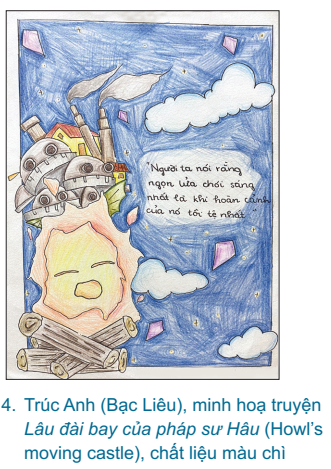 "Người ta nói rằng
ngọn lửa chói sáng
nhất là khi hoàn cảnh
của nó tồi tệ nhất"
4. Trúc Anh (Bạc Liêu), minh hoạ truyện
Lâu đài bay của pháp sư Hâu (Howl's
moving castle), chất liệu màu chì